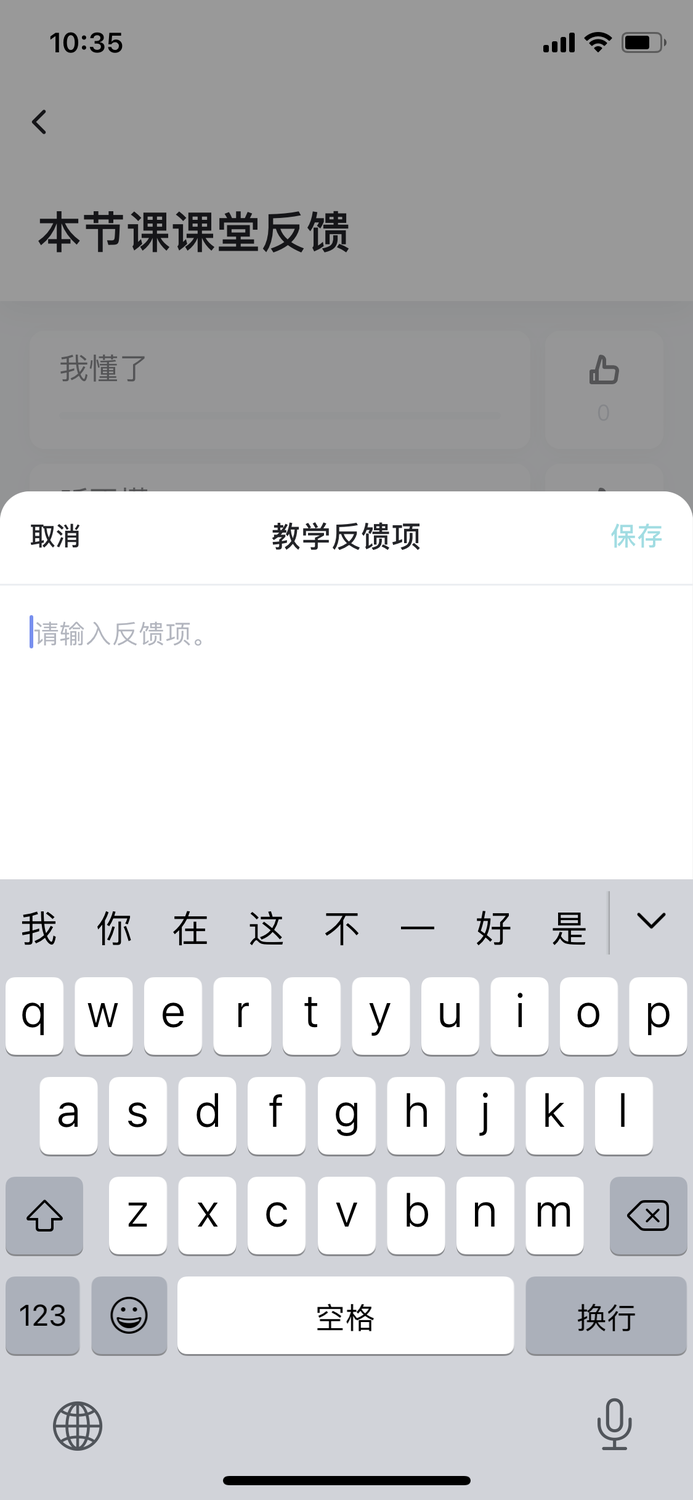 10:35
本节课课堂反馈
我懂了
0
取消 教学反馈项 保存
请输入反馈项。
我 你 在 这 不 一 好 是
q w e r t y u i o p
a s d f g h j k l
z x c v b n m
123 空格 换行